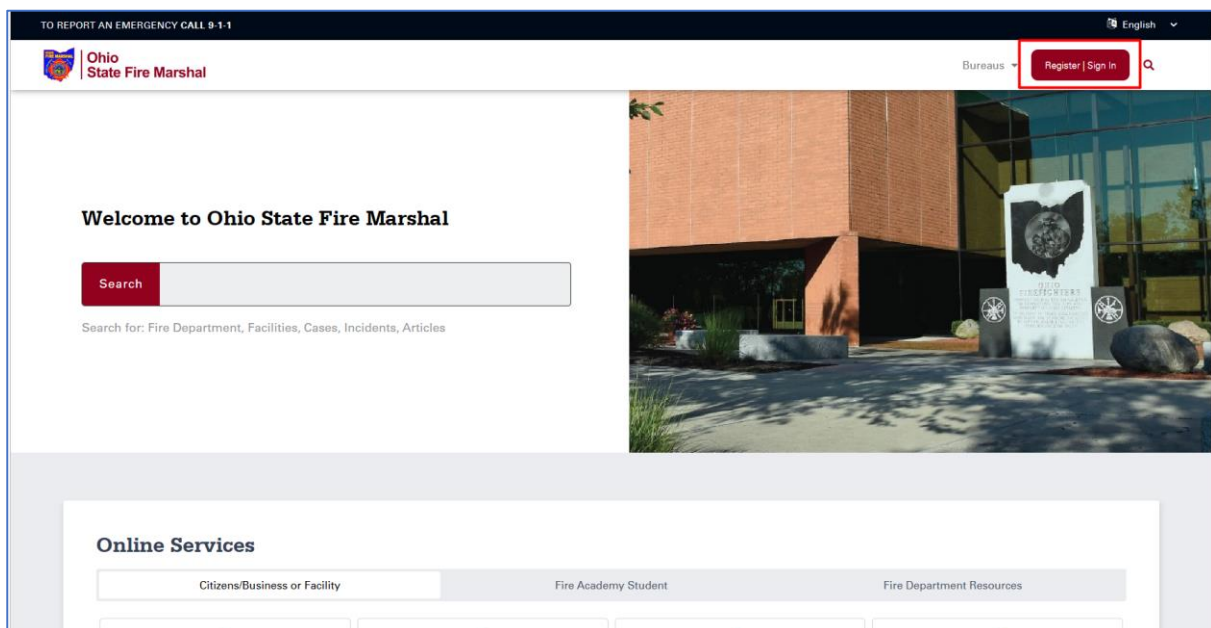 TO REPORT AN EMERGENCY CALL 9-1-1
English
Ohio
State Fire Marshal
Bureaus
Register | Sign In
Welcome to Ohio State Fire Marshal
Search
Search for: Fire Department, Facilities, Cases, Incidents, Articles
OHIO
FIREFIGHTERS
Online Services
Citizens/Business or Facility
Fire Academy Student
Fire Department Resources